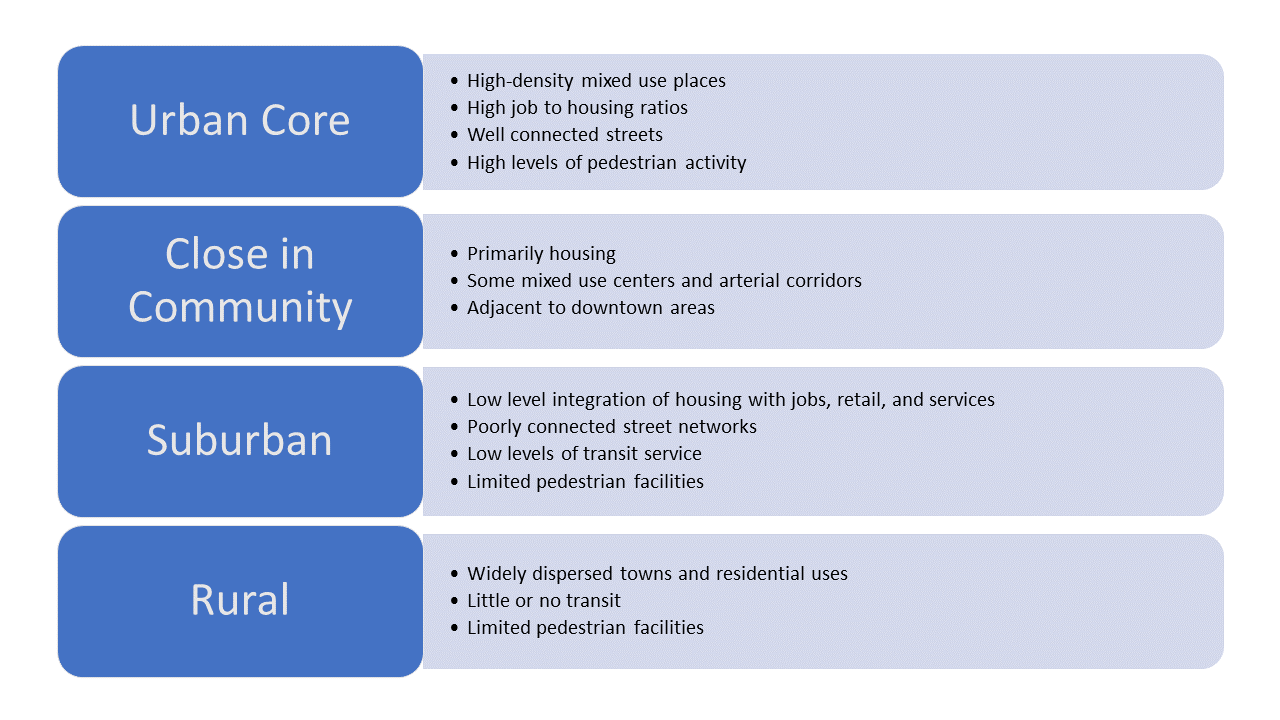 Urban Core
• High-density mixed use places
• High job to housing ratios
• Well connected streets
• High levels of pedestrian activity
Close in
Community
• Primarily housing
• Some mixed use centers and arterial corridors
• Adjacent to downtown areas
Suburban
• Low level integration of housing with jobs, retail, and services
• Poorly connected street networks
• Low levels of transit service
• Limited pedestrian facilities
Rural
• Widely dispersed towns and residential uses
• Little or no transit
• Limited pedestrian facilities